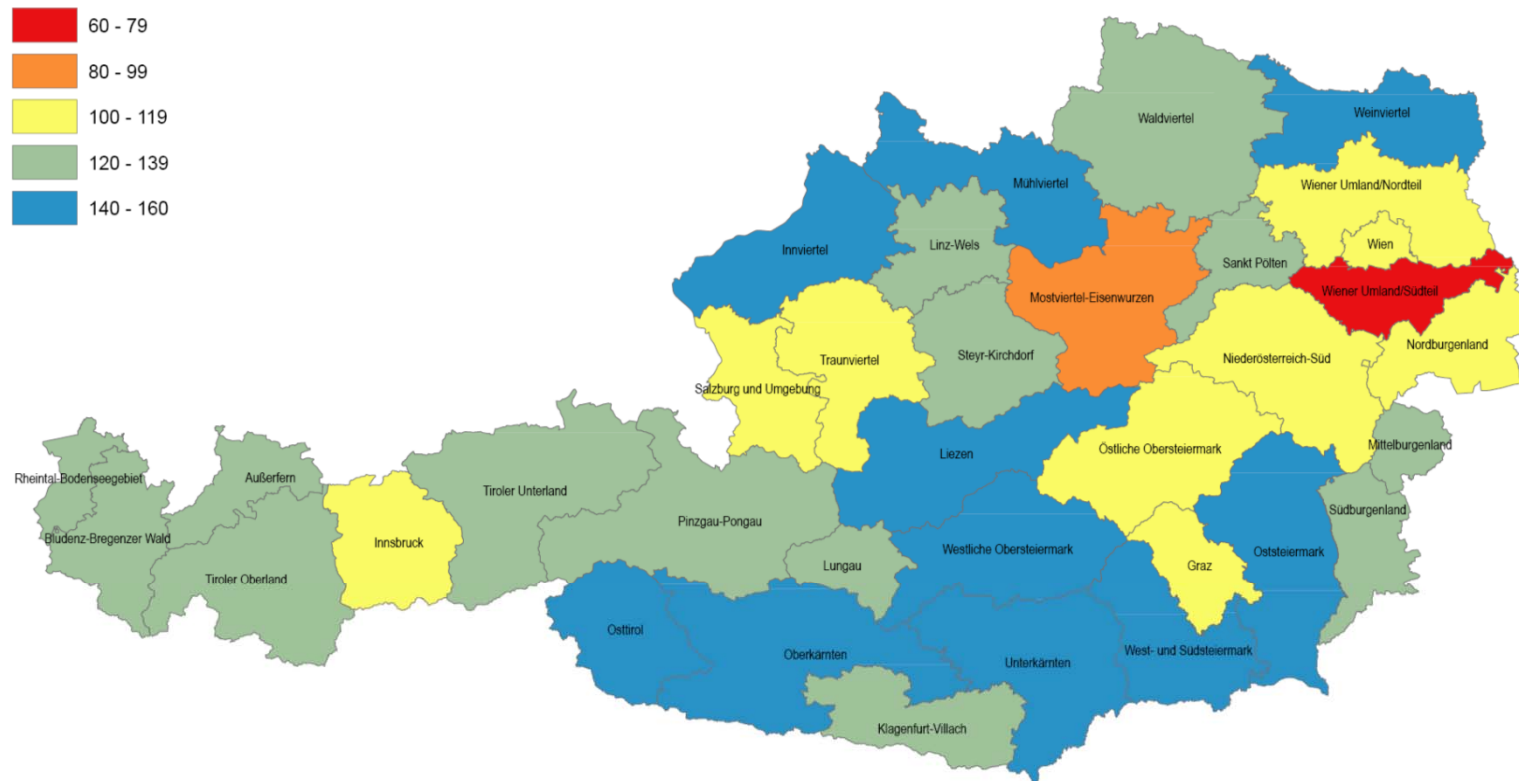 60 - 79
80 - 99
100 - 119
120 - 139
140 - 160
Weinviertel
Waldviertel
Mühlviertel
Wiener Umland/Nordteil
Linz-Wels
Wien
Innviertel
Sankt Pölten
Wiener Umland/Südteil
Mostviertel-Eisenwurzen
Nordburgenland
Steyr-Kirchdorf
Niederösterreich-Süd
Traunviertel
Salzburg und Umgebung
Mittelburgenland
Östliche Obersteiermark
Liezen
Rheintal-Bodenseegebiet
Außerfern
Tiroler Unterland
Südburgenland
Pinzgau-Pongau
Bludenz-Bregenzer Wald
Innsbruck
Westliche Obersteiermark
Oststeiermark
Lungau
Graz
Tiroler Oberland
Osttirol
West- und Südsteiermark
Oberkärnten
Unterkärnten
Klagenfurt-Villach